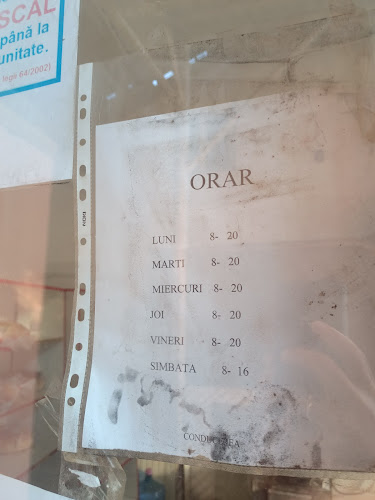 SCAL
până la
unitate.
legii 64/2002)
NORI
ORAR
LUNI 8- 20
MARTI 8- 20
MIERCURI 8- 20
JOI 8- 20
VINERI 8- 20
SIMBATA 8- 16
CONDUCEREA